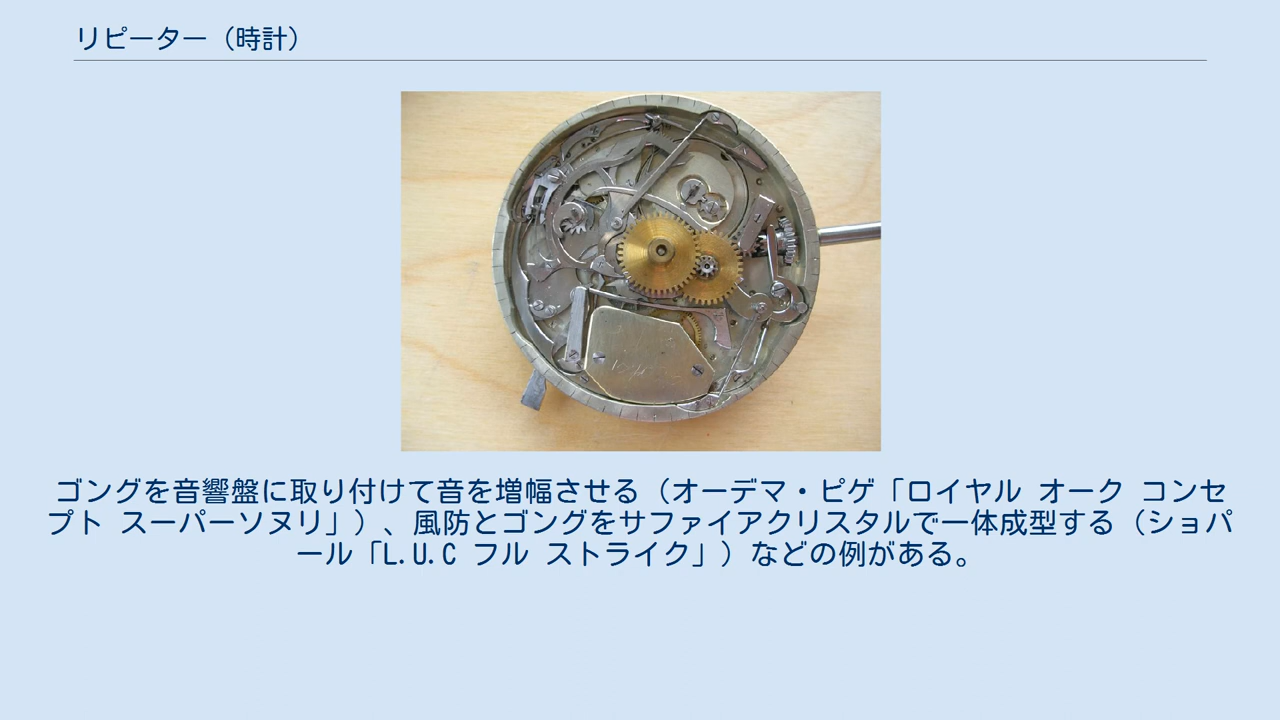 リピーター（時計）
ゴングを音響盤に取り付けて音を増幅させる（オーデマ・ピゲ「ロイヤル オーク コンセ
プト スーパーソヌリ」）、風防とゴングをサファイアクリスタルで一体成型する（ショパ
ール「L.U.C フル ストライク」）などの例がある。